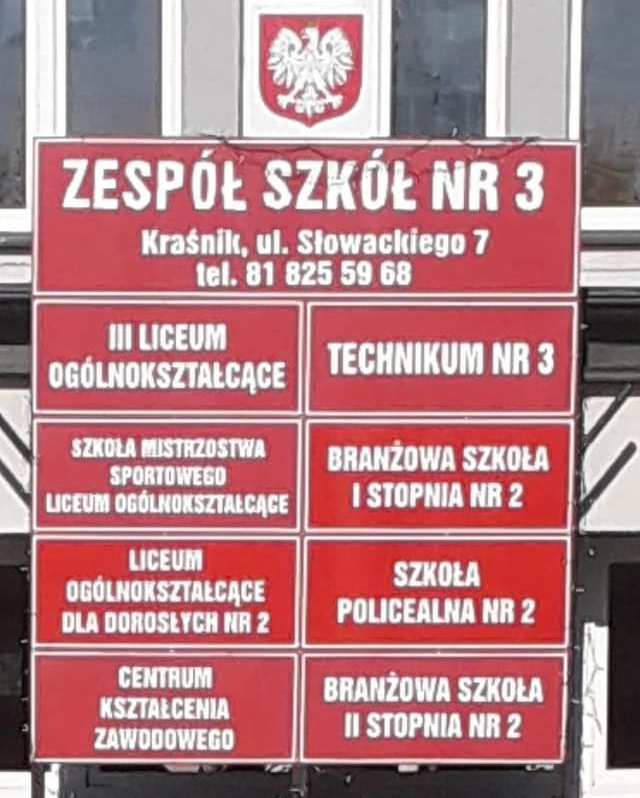 ZESPÓŁ SZKÓŁ NR 3
Kraśnik, ul. Słowackiego 7
tel. 81 825 59 68
III LICEUM
OGÓLNOKSZTAŁCĄCE
TECHNIKUM NR 3
SZKOŁA MISTRZOSTWA
SPORTOWEGO
LICEUM OGÓLNOKSZTAŁCĄCE
BRANŻOWA SZKOŁA
I STOPNIA NR 2
LICEUM
OGÓLNOKSZTAŁCĄCE
DLA DOROSŁYCH NR 2
SZKOŁA
POLICEALNA NR 2
CENTRUM
KSZTAŁCENIA
ZAWODOWEGO
BRANŻOWA SZKOŁA
II STOPNIA NR 2